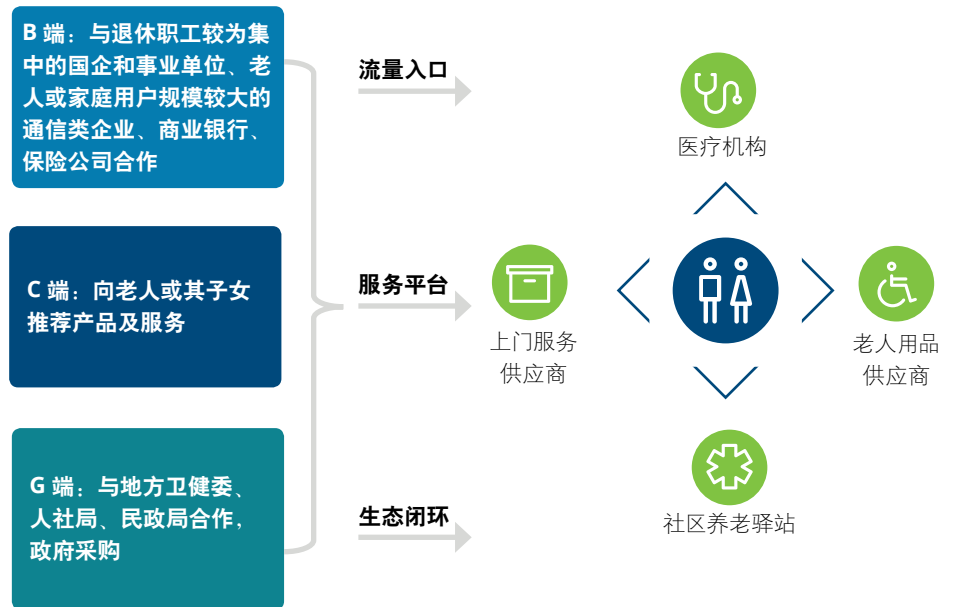 B 端：与退休职工较为集
中的国企和事业单位、老
人或家庭用户规模较大的
通信类企业、商业银行、
保险公司合作
C 端：向老人或其子女
推荐产品及服务
G 端：与地方卫健委、
人社局、民政局合作，
政府采购
流量入口
服务平台
生态闭环
医疗机构
上门服务
供应商
老人用品
供应商
社区养老驿站